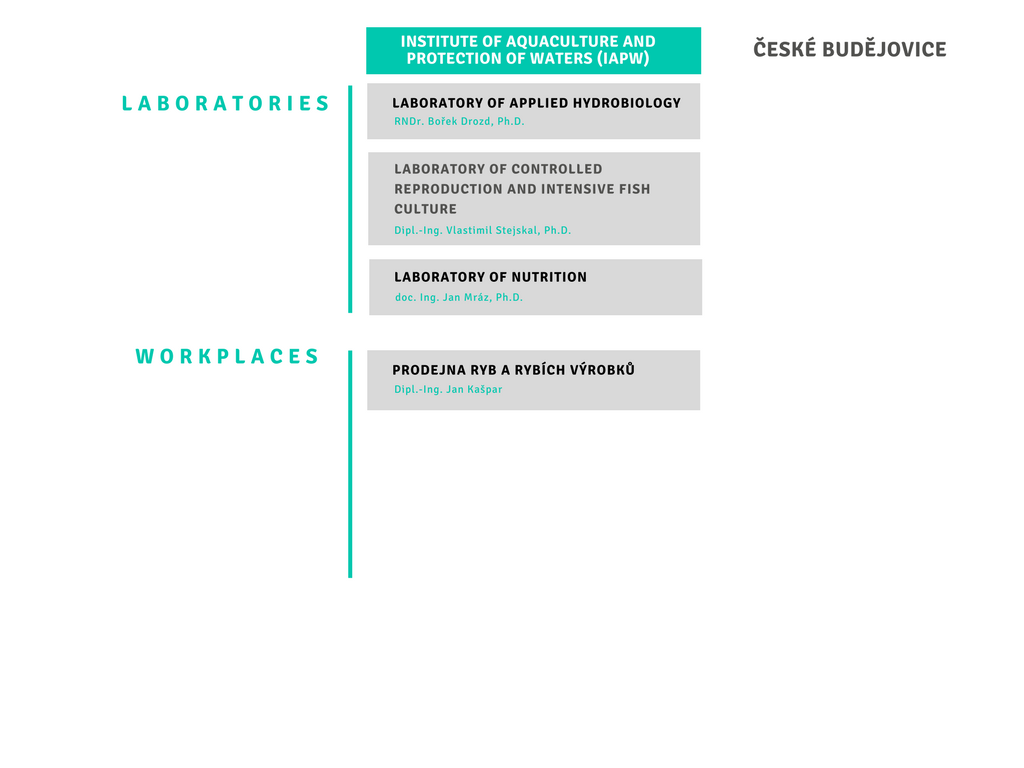 INSTITUTE OF AQUACULTURE AND
PROTECTION OF WATERS (IAPW)
ČESKÉ BUDĚJOVICE
LABORATORIES
LABORATORY OF APPLIED HYDROBIOLOGY
RNDr. Bořek Drozd, Ph.D.
LABORATORY OF CONTROLLED
REPRODUCTION AND INTENSIVE FISH
CULTURE
Dipl.-Ing. Vlastimil Stejskal, Ph.D.
LABORATORY OF NUTRITION
doc. Ing. Jan Mráz, Ph.D.
WORKPLACES
PRODEJNA RYB A RYBÍCH VÝROBKŮ
Dipl.-Ing. Jan Kašpar